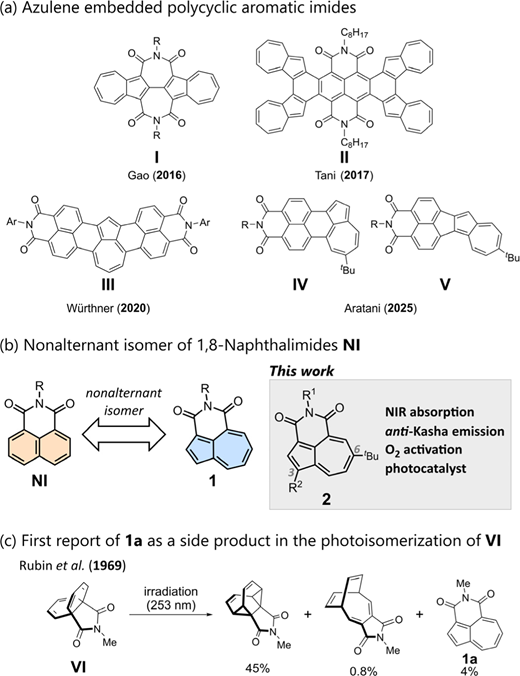 (a) Azulene embedded polycyclic aromatic imides
R
O N O
O N O
R
I
Gao (2016)
C8H17
O N O
O N O
C8H17
II
Tani (2017)
O O
Ar-N N-Ar
O O
III
Würthner (2020)
O
R-N
O
tBu
IV
O
R-N
O
tBu
V
Aratani (2025)
(b) Nonalternant isomer of 1,8-Naphthalimides NI
R
O N O
NI
nonalternant
isomer
R
O N O
1
This work
R1
O N O
6 tBu
3
R2
2
NIR absorption
anti-Kasha emission
O2 activation
photocatalyst
(c) First report of 1a as a side product in the photoisomerization of VI
Rubin et al. (1969)
O
N-Me
O
VI
irradiation
(253 nm)
O
N-Me
O
45%
+
O
N-Me
O
0.8%
+
Me
O N O
1a
4%